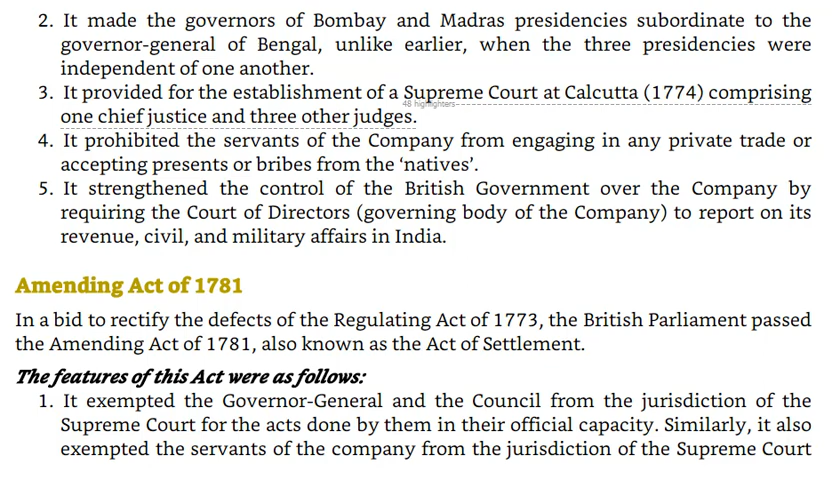 2. It made the governors of Bombay and Madras presidencies subordinate to the
governor-general of Bengal, unlike earlier, when the three presidencies were
independent of one another.
3. It provided for the establishment of a Supreme Court at Calcutta (1774) comprising
48 highlighters
one chief justice and three other judges.
4. It prohibited the servants of the Company from engaging in any private trade or
accepting presents or bribes from the ‘natives’.
5. It strengthened the control of the British Government over the Company by
requiring the Court of Directors (governing body of the Company) to report on its
revenue, civil, and military affairs in India.
Amending Act of 1781
In a bid to rectify the defects of the Regulating Act of 1773, the British Parliament passed
the Amending Act of 1781, also known as the Act of Settlement.
The features of this Act were as follows:
1. It exempted the Governor-General and the Council from the jurisdiction of the
Supreme Court for the acts done by them in their official capacity. Similarly, it also
exempted the servants of the company from the jurisdiction of the Supreme Court